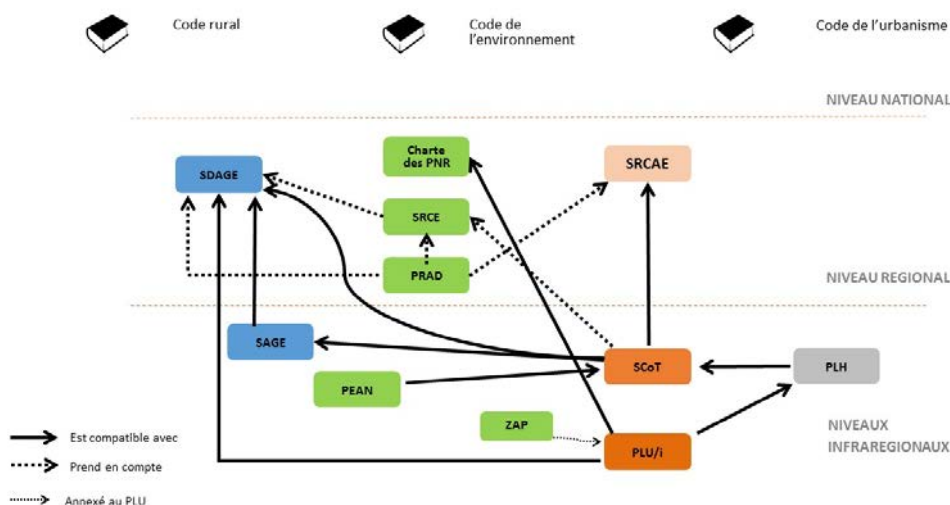 Code rural
Code de
l'environnement
Code de l'urbanisme
NIVEAU NATIONAL
Charte
des PNR
SRCAE
SDAGE
SRCE
PRAD
NIVEAU REGIONAL
SAGE
SCoT
PLH
PEAN
ZAP
NIVEAUX
INFRAREGIONAUX
PLU/i
Est compatible avec
Prend en compte
Annexé au PLU